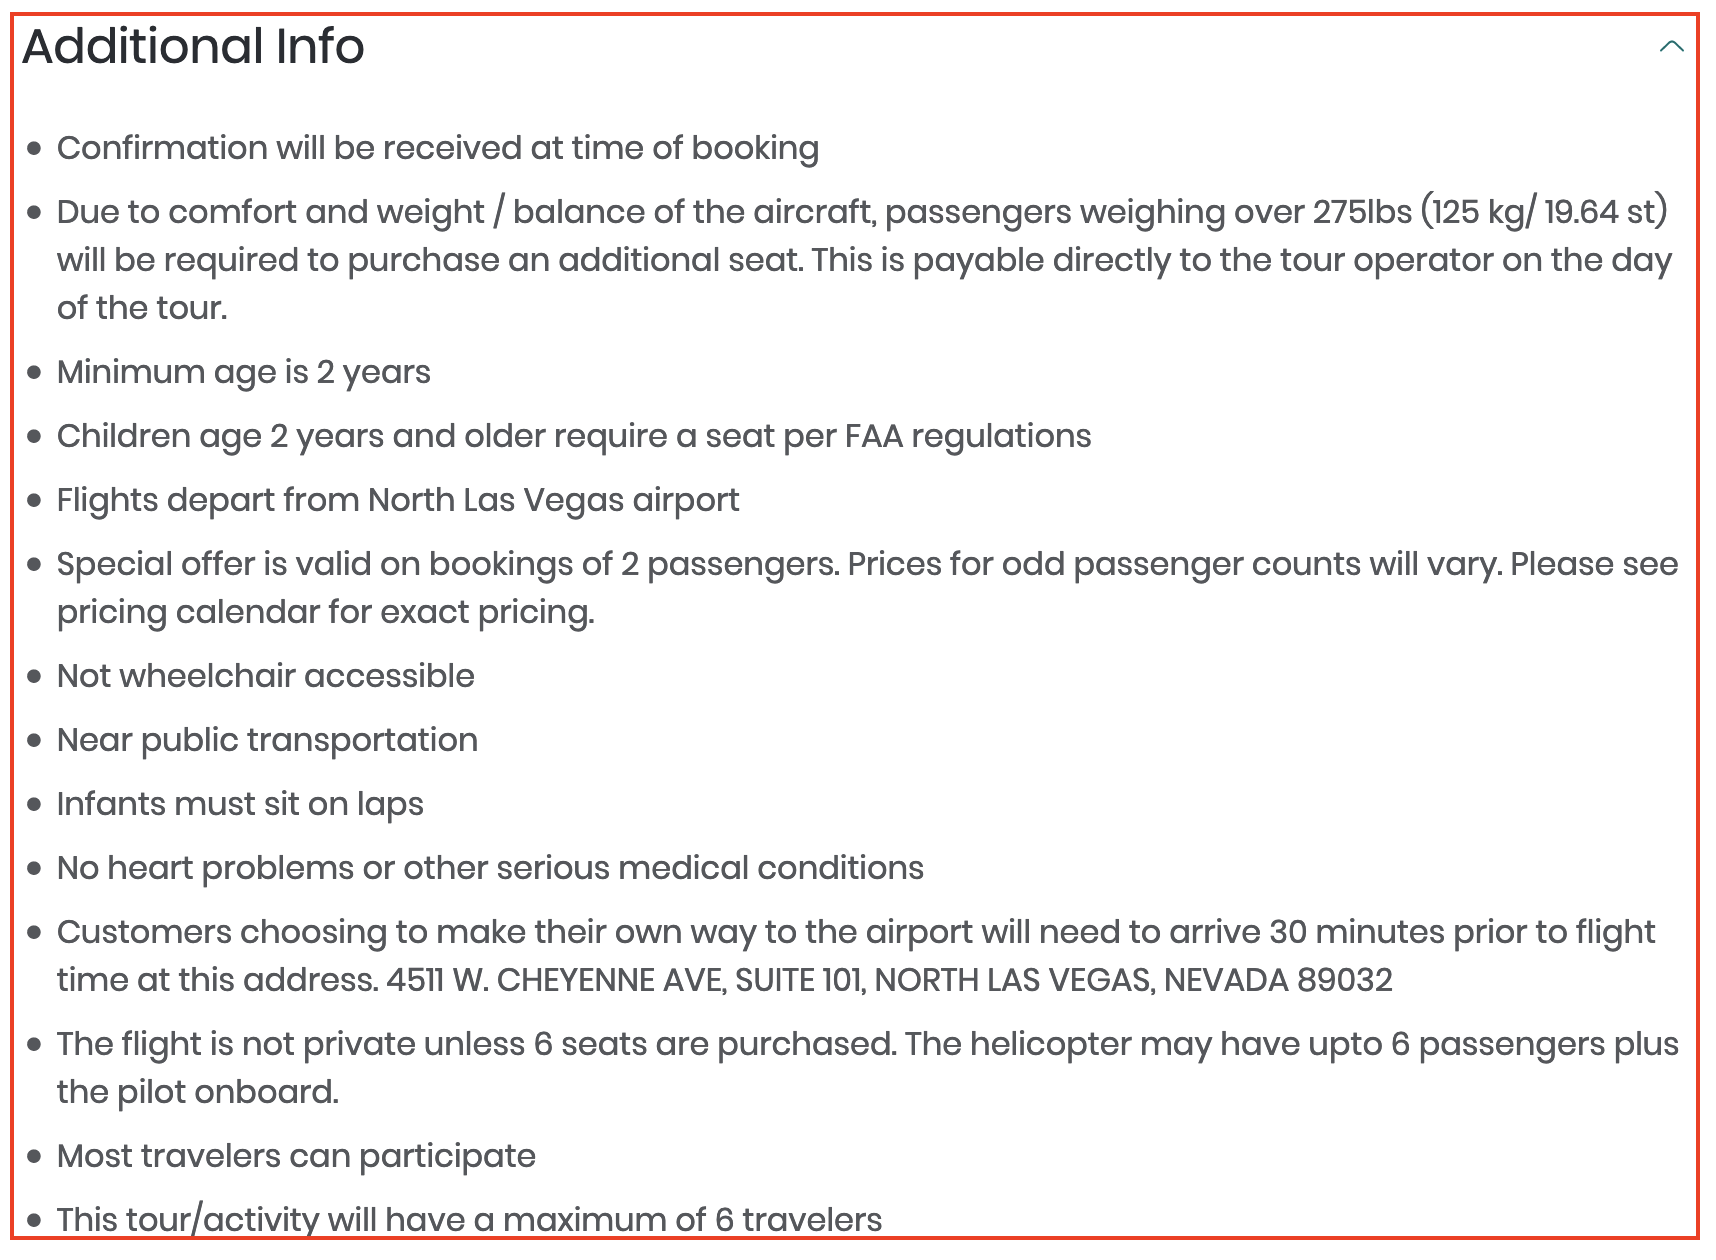 Additional Info
• Confirmation will be received at time of booking
• Due to comfort and weight / balance of the aircraft, passengers weighing over 275lbs (125 kg/ 19.64 st)
will be required to purchase an additional seat. This is payable directly to the tour operator on the day
of the tour.
• Minimum age is 2 years
• Children age 2 years and older require a seat per FAA regulations
• Flights depart from North Las Vegas airport
• Special offer is valid on bookings of 2 passengers. Prices for odd passenger counts will vary. Please see
pricing calendar for exact pricing.
• Not wheelchair accessible
• Near public transportation
• Infants must sit on laps
• No heart problems or other serious medical conditions
• Customers choosing to make their own way to the airport will need to arrive 30 minutes prior to flight
time at this address. 4511 W. CHEYENNE AVE, SUITE 101, NORTH LAS VEGAS, NEVADA 89032
• The flight is not private unless 6 seats are purchased. The helicopter may have upto 6 passengers plus
the pilot onboard.
• Most travelers can participate
• This tour/activity will have a maximum of 6 travelers